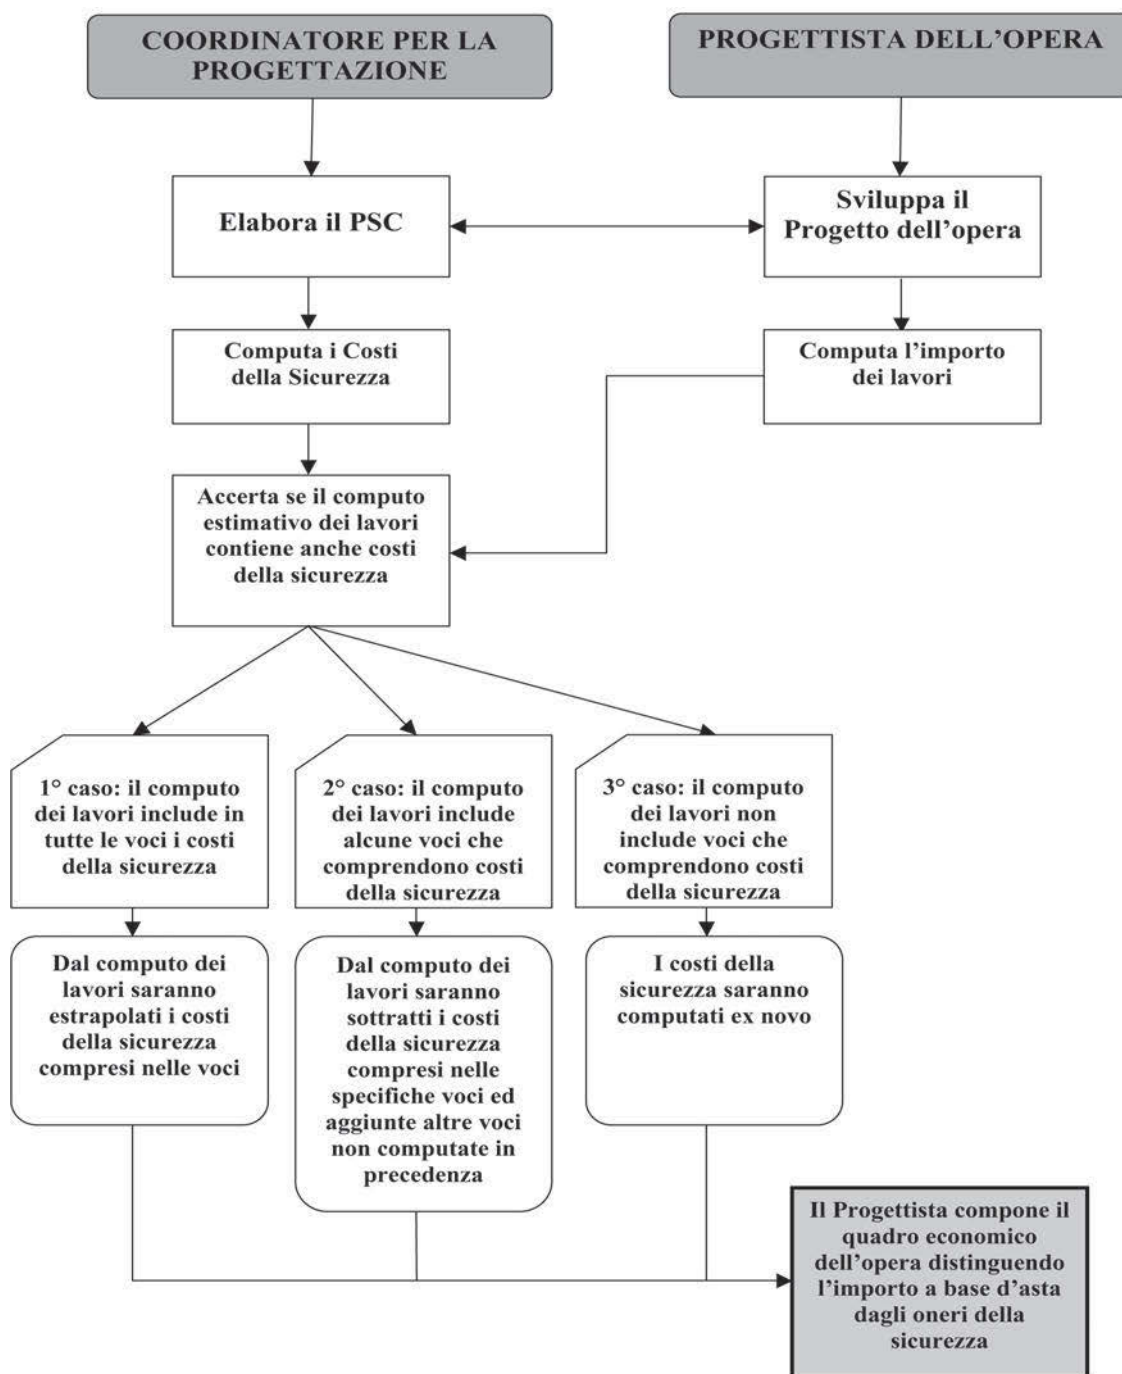 COORDINATORE PER LA
PROGETTAZIONE
PROGETTISTA DELL’OPERA
Elabora il PSC
Sviluppa il
Progetto dell’opera
Computa i Costi
della Sicurezza
Computa l’importo
dei lavori
Accerta se il computo
estimativo dei lavori
contiene anche costi
della sicurezza
1° caso: il computo
dei lavori include in
tutte le voci i costi
della sicurezza
2° caso: il computo
dei lavori include
alcune voci che
comprendono costi
della sicurezza
3° caso: il computo
dei lavori non
include voci che
comprendono costi
della sicurezza
Dal computo dei
lavori saranno
estrapolati i costi
della sicurezza
compresi nelle voci
Dal computo dei
lavori saranno
sottratti i costi
della sicurezza
compresi nelle
specifiche voci ed
aggiunte altre voci
non computate in
precedenza
I costi della
sicurezza saranno
computati ex novo
Il Progettista compone il
quadro economico
dell’opera distinguendo
l’importo a base d’asta
dagli oneri della
sicurezza